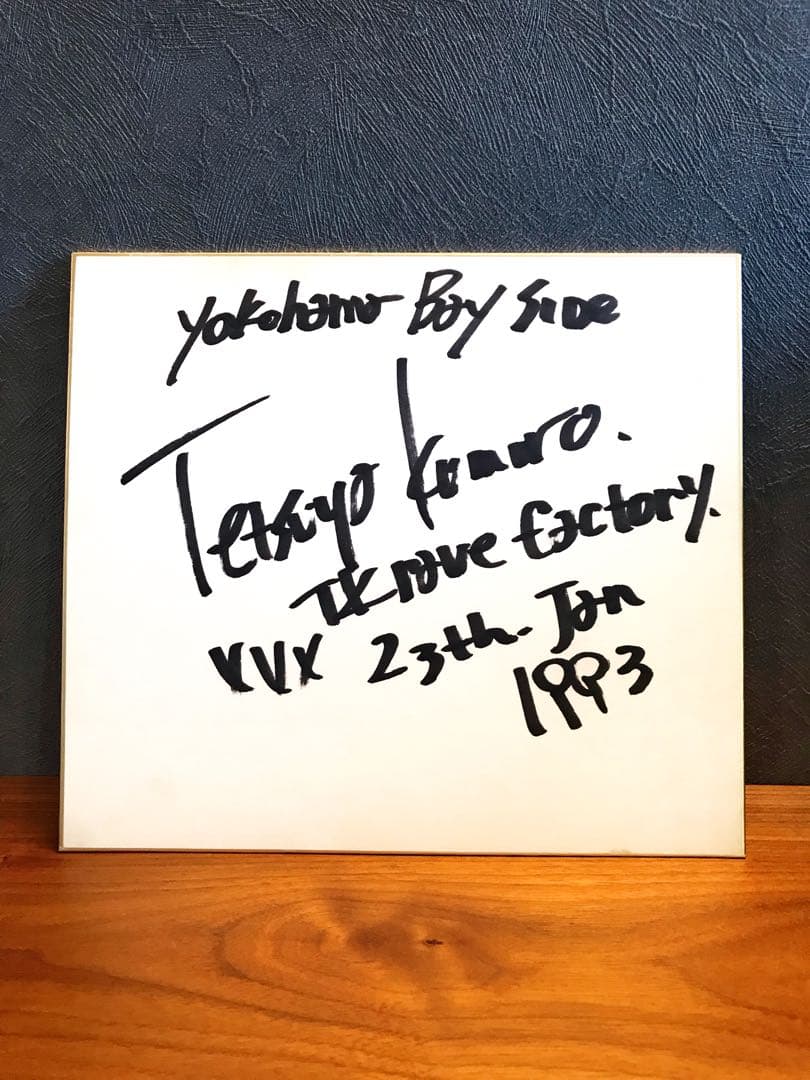 Yokohama Bay Side
Tetsuya Komuro.
TK rave factory.
XVX 23th. Jan
1993